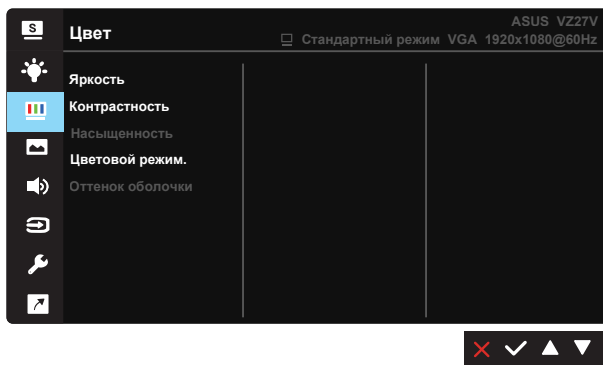 S
Цвет
ASUS VZ27V
Стандартный режим VGA 1920x1080@60Hz
Яркость
Контрастность
Насыщенность
Цветовой режим.
Оттенок оболочки